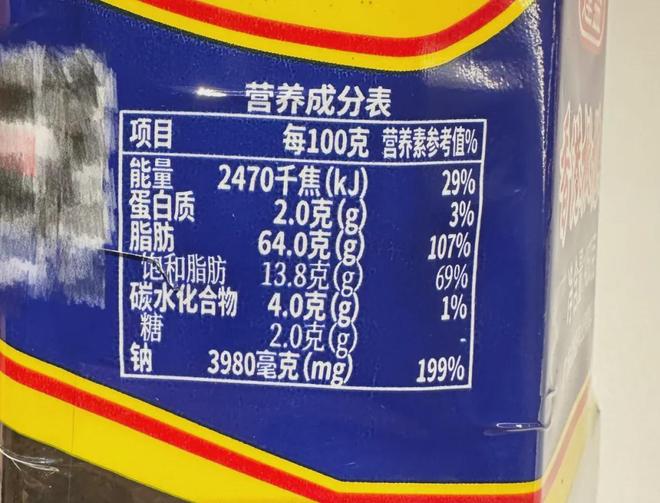 营养成分表
项目 每100克 营养素参考值%
能量 2470千焦(kJ) 29%
蛋白质 2.0克(g) 3%
脂肪 64.0克(g) 107%
饱和脂肪 13.8克(g) 69%
碳水化合物 4.0克(g) 1%
糖 2.0克(g) -
钠 3980毫克(mg) 199%